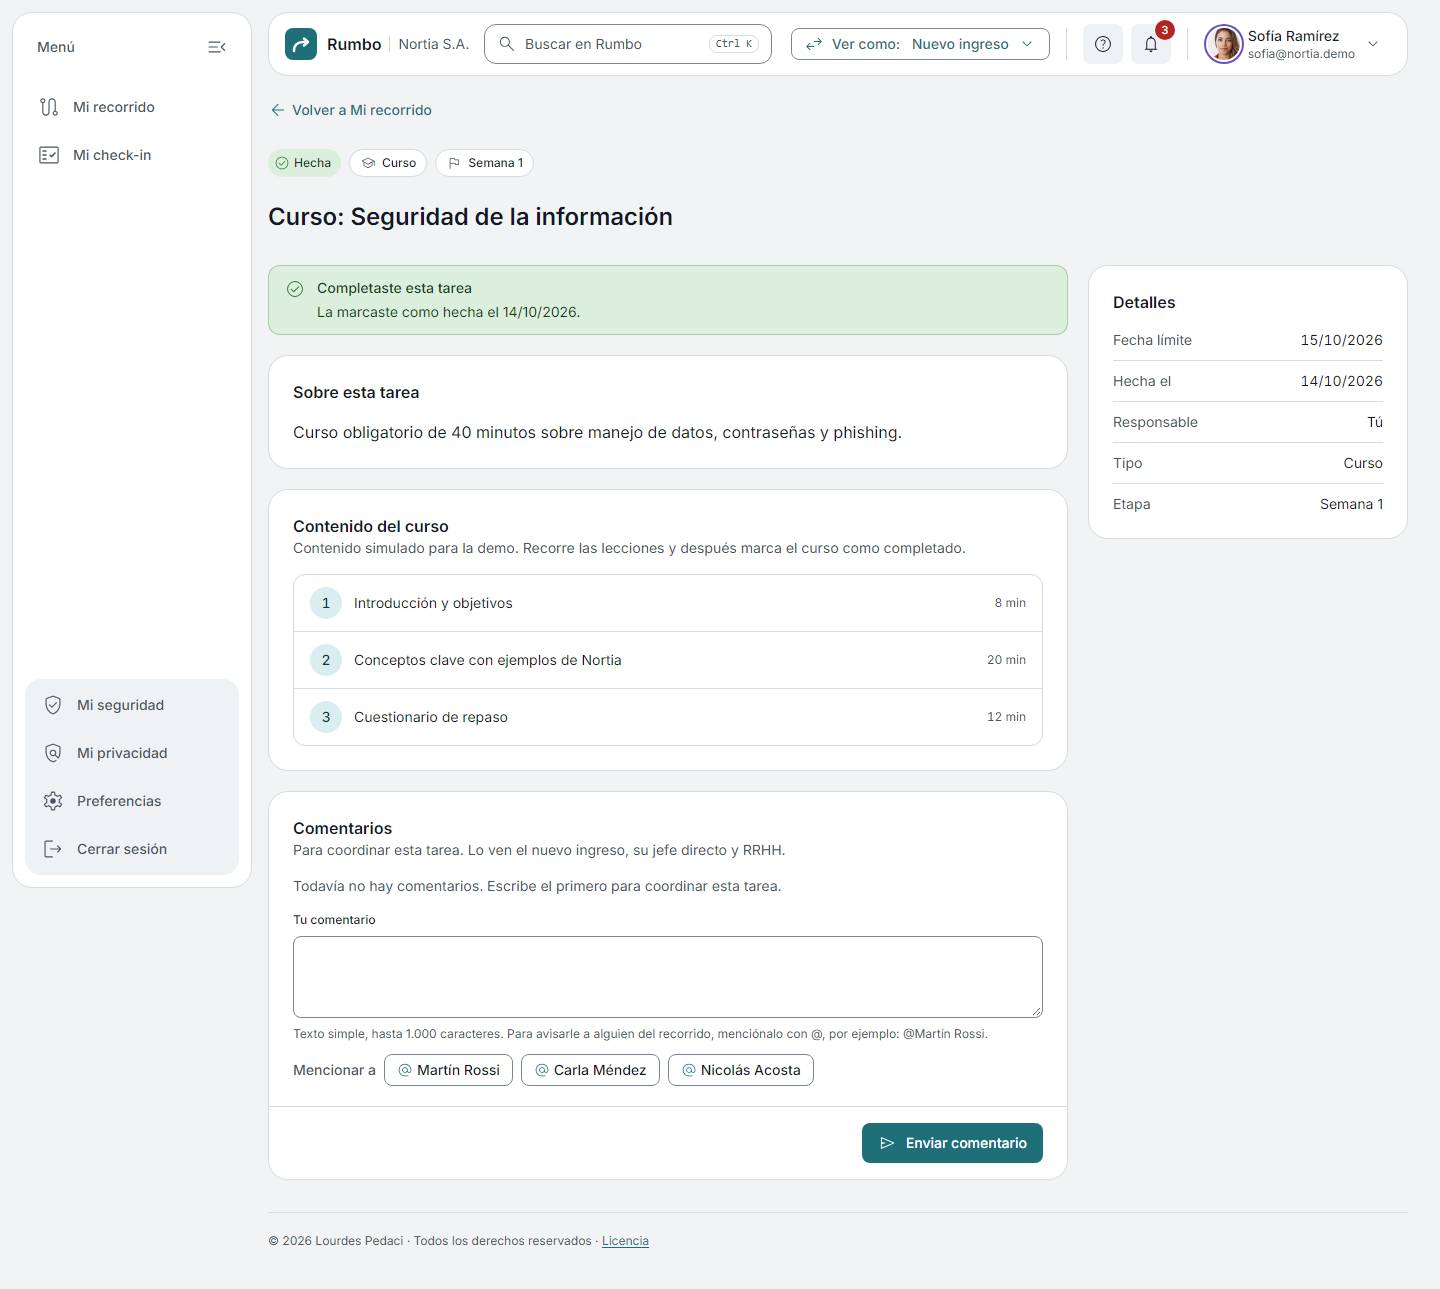 Menú
Mi recorrido
Mi check-in
Mi seguridad
Mi privacidad
Preferencias
Cerrar sesión
Rumbo
Nortia S.A.
Buscar en Rumbo
Ctrl K
Ver como: Nuevo ingreso
3
Sofía Ramírez
sofia@nortia.demo
Volver a Mi recorrido
Hecha
Curso
Semana 1
Curso: Seguridad de la información
Completaste esta tarea
La marcaste como hecha el 14/10/2026.
Sobre esta tarea
Curso obligatorio de 40 minutos sobre manejo de datos, contraseñas y phishing.
Contenido del curso
Contenido simulado para la demo. Recorre las lecciones y después marca el curso como completado.
1 Introducción y objetivos 8 min
2 Conceptos clave con ejemplos de Nortia 20 min
3 Cuestionario de repaso 12 min
Comentarios
Para coordinar esta tarea. Lo ven el nuevo ingreso, su jefe directo y RRHH.
Todavía no hay comentarios. Escribe el primero para coordinar esta tarea.
Tu comentario
Texto simple, hasta 1.000 caracteres. Para avisarle a alguien del recorrido, menciónalo con @, por ejemplo: @Martín Rossi.
Mencionar a @ Martín Rossi @ Carla Méndez @ Nicolás Acosta
Enviar comentario
Detalles
Fecha límite 15/10/2026
Hecha el 14/10/2026
Responsable Tú
Tipo Curso
Etapa Semana 1
© 2026 Lourdes Pedaci · Todos los derechos reservados · Licencia